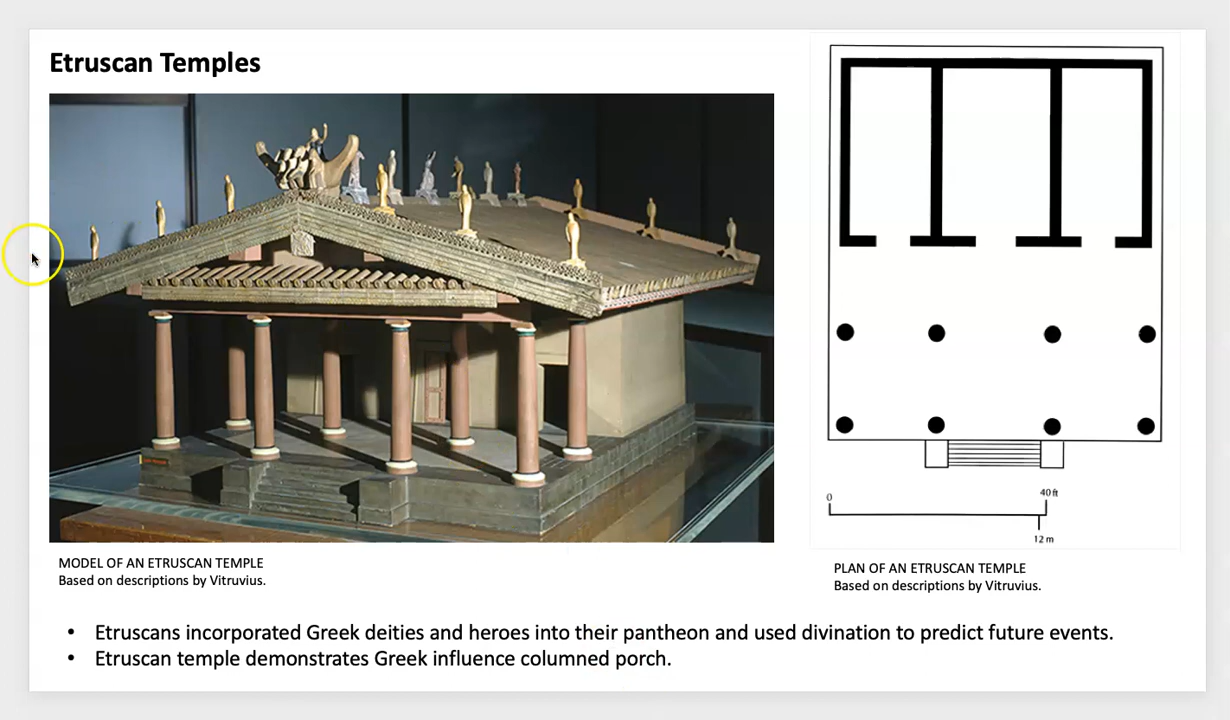 Etruscan Temples
MODEL OF AN ETRUSCAN TEMPLE
Based on descriptions by Vitruvius.
0
40 ft
12 m
PLAN OF AN ETRUSCAN TEMPLE
Based on descriptions by Vitruvius.
• Etruscans incorporated Greek deities and heroes into their pantheon and used divination to predict future events.
• Etruscan temple demonstrates Greek influence columned porch.